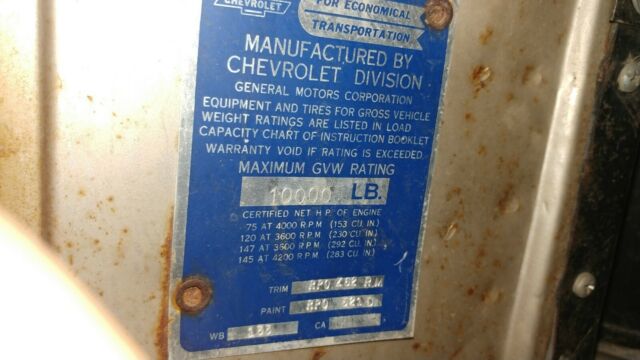 CHEVROLET
FOR ECONOMICAL
TRANSPORTATION
MANUFACTURED BY
CHEVROLET DIVISION
GENERAL MOTORS CORPORATION
EQUIPMENT AND TIRES FOR GROSS VEHICLE
WEIGHT RATINGS ARE LISTED IN LOAD
CAPACITY CHART OF INSTRUCTION BOOKLET
WARRANTY VOID IF RATING IS EXCEEDED
MAXIMUM GVW RATING
10000 LB.
CERTIFIED NET H.P. OF ENGINE
75 AT 4000 R.P.M. (153 CU. IN.)
120 AT 3600 R.P.M. (230 CU. IN.)
147 AT 3600 R.P.M. (292 CU. IN.)
145 AT 4200 R.P.M. (283 CU. IN.)
TRIM RPO
PAINT RPO
WB CA